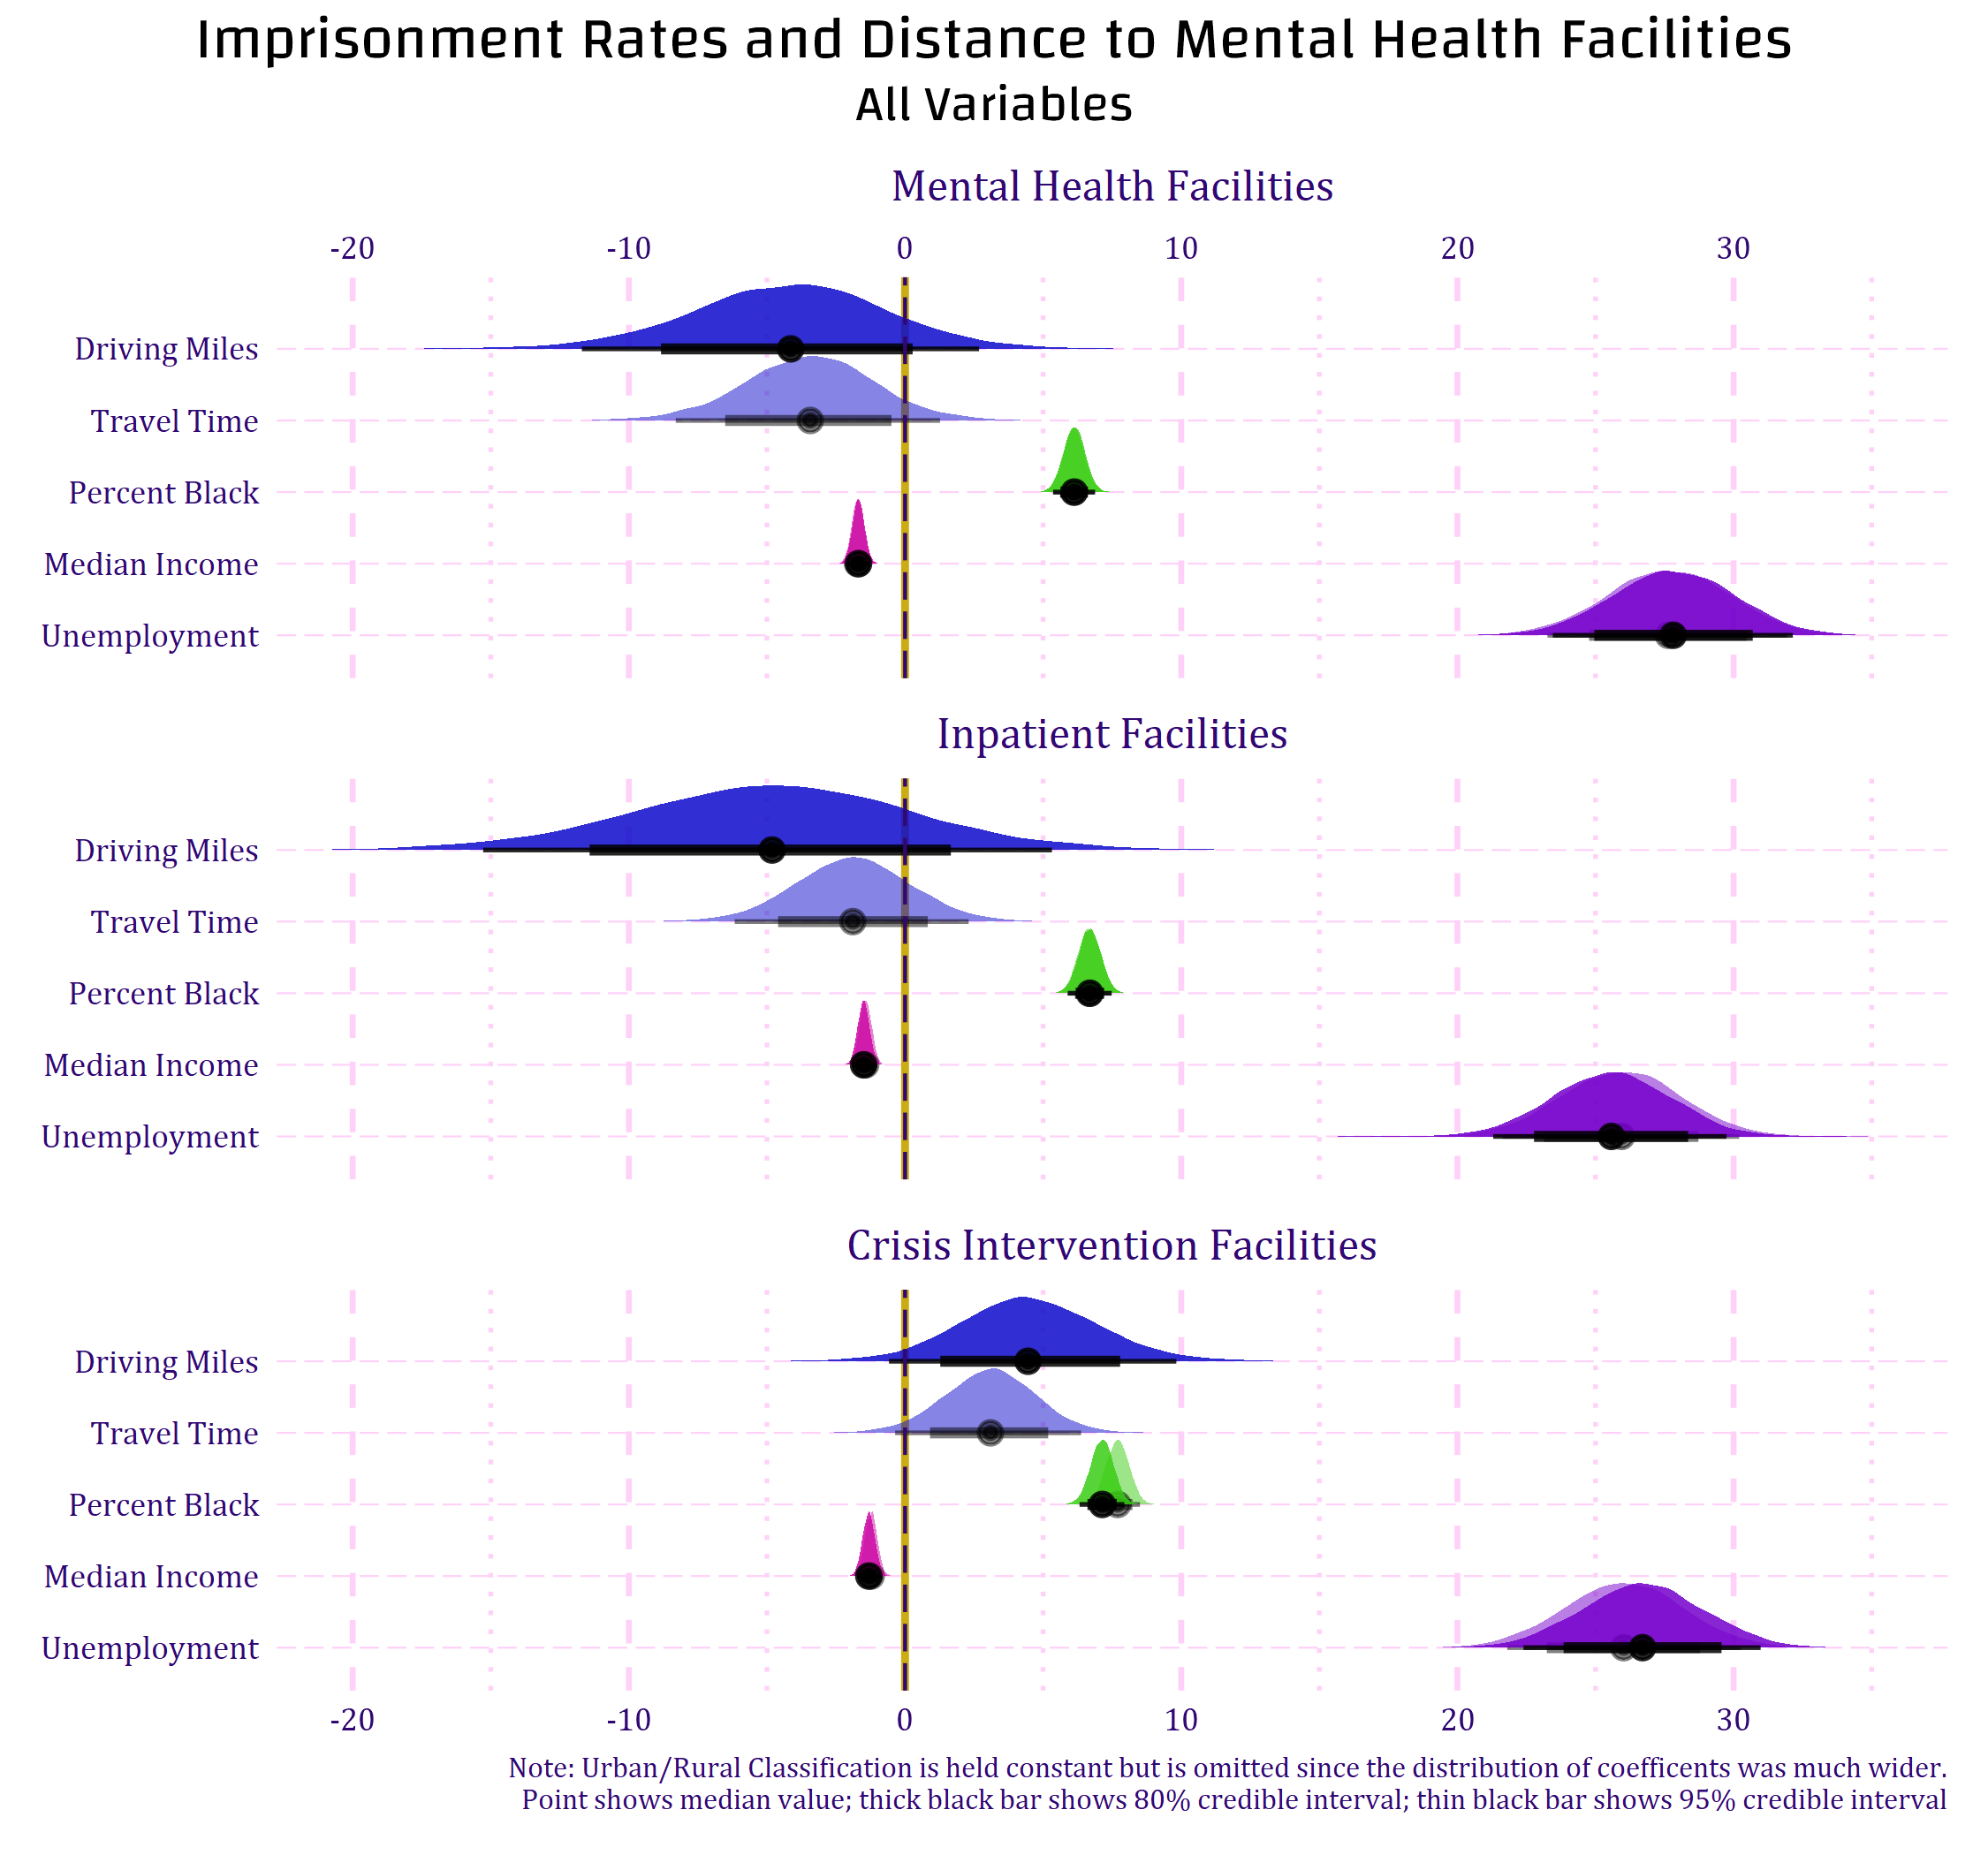 Imprisonment Rates and Distance to Mental Health Facilities
All Variables
Mental Health Facilities
-20 -10 0 10 20 30
Driving Miles
Travel Time
Percent Black
Median Income
Unemployment
Inpatient Facilities
Driving Miles
Travel Time
Percent Black
Median Income
Unemployment
Crisis Intervention Facilities
Driving Miles
Travel Time
Percent Black
Median Income
Unemployment
-20 -10 0 10 20 30
Note: Urban/Rural Classification is held constant but is omitted since the distribution of coefficents was much wider.
Point shows median value; thick black bar shows 80% credible interval; thin black bar shows 95% credible interval